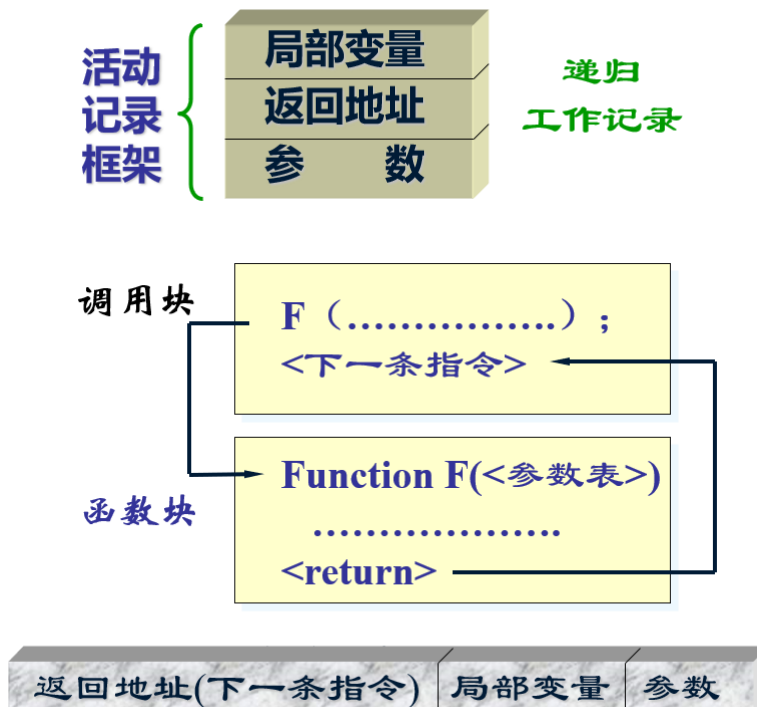 活动
记录
框架
局部变量
返回地址
参 数
递归
工作记录
调用块
F（................）;
<下一条指令>
函数块
Function F(<参数表>)
...................
<return>
返回地址(下一条指令) 局部变量 参数